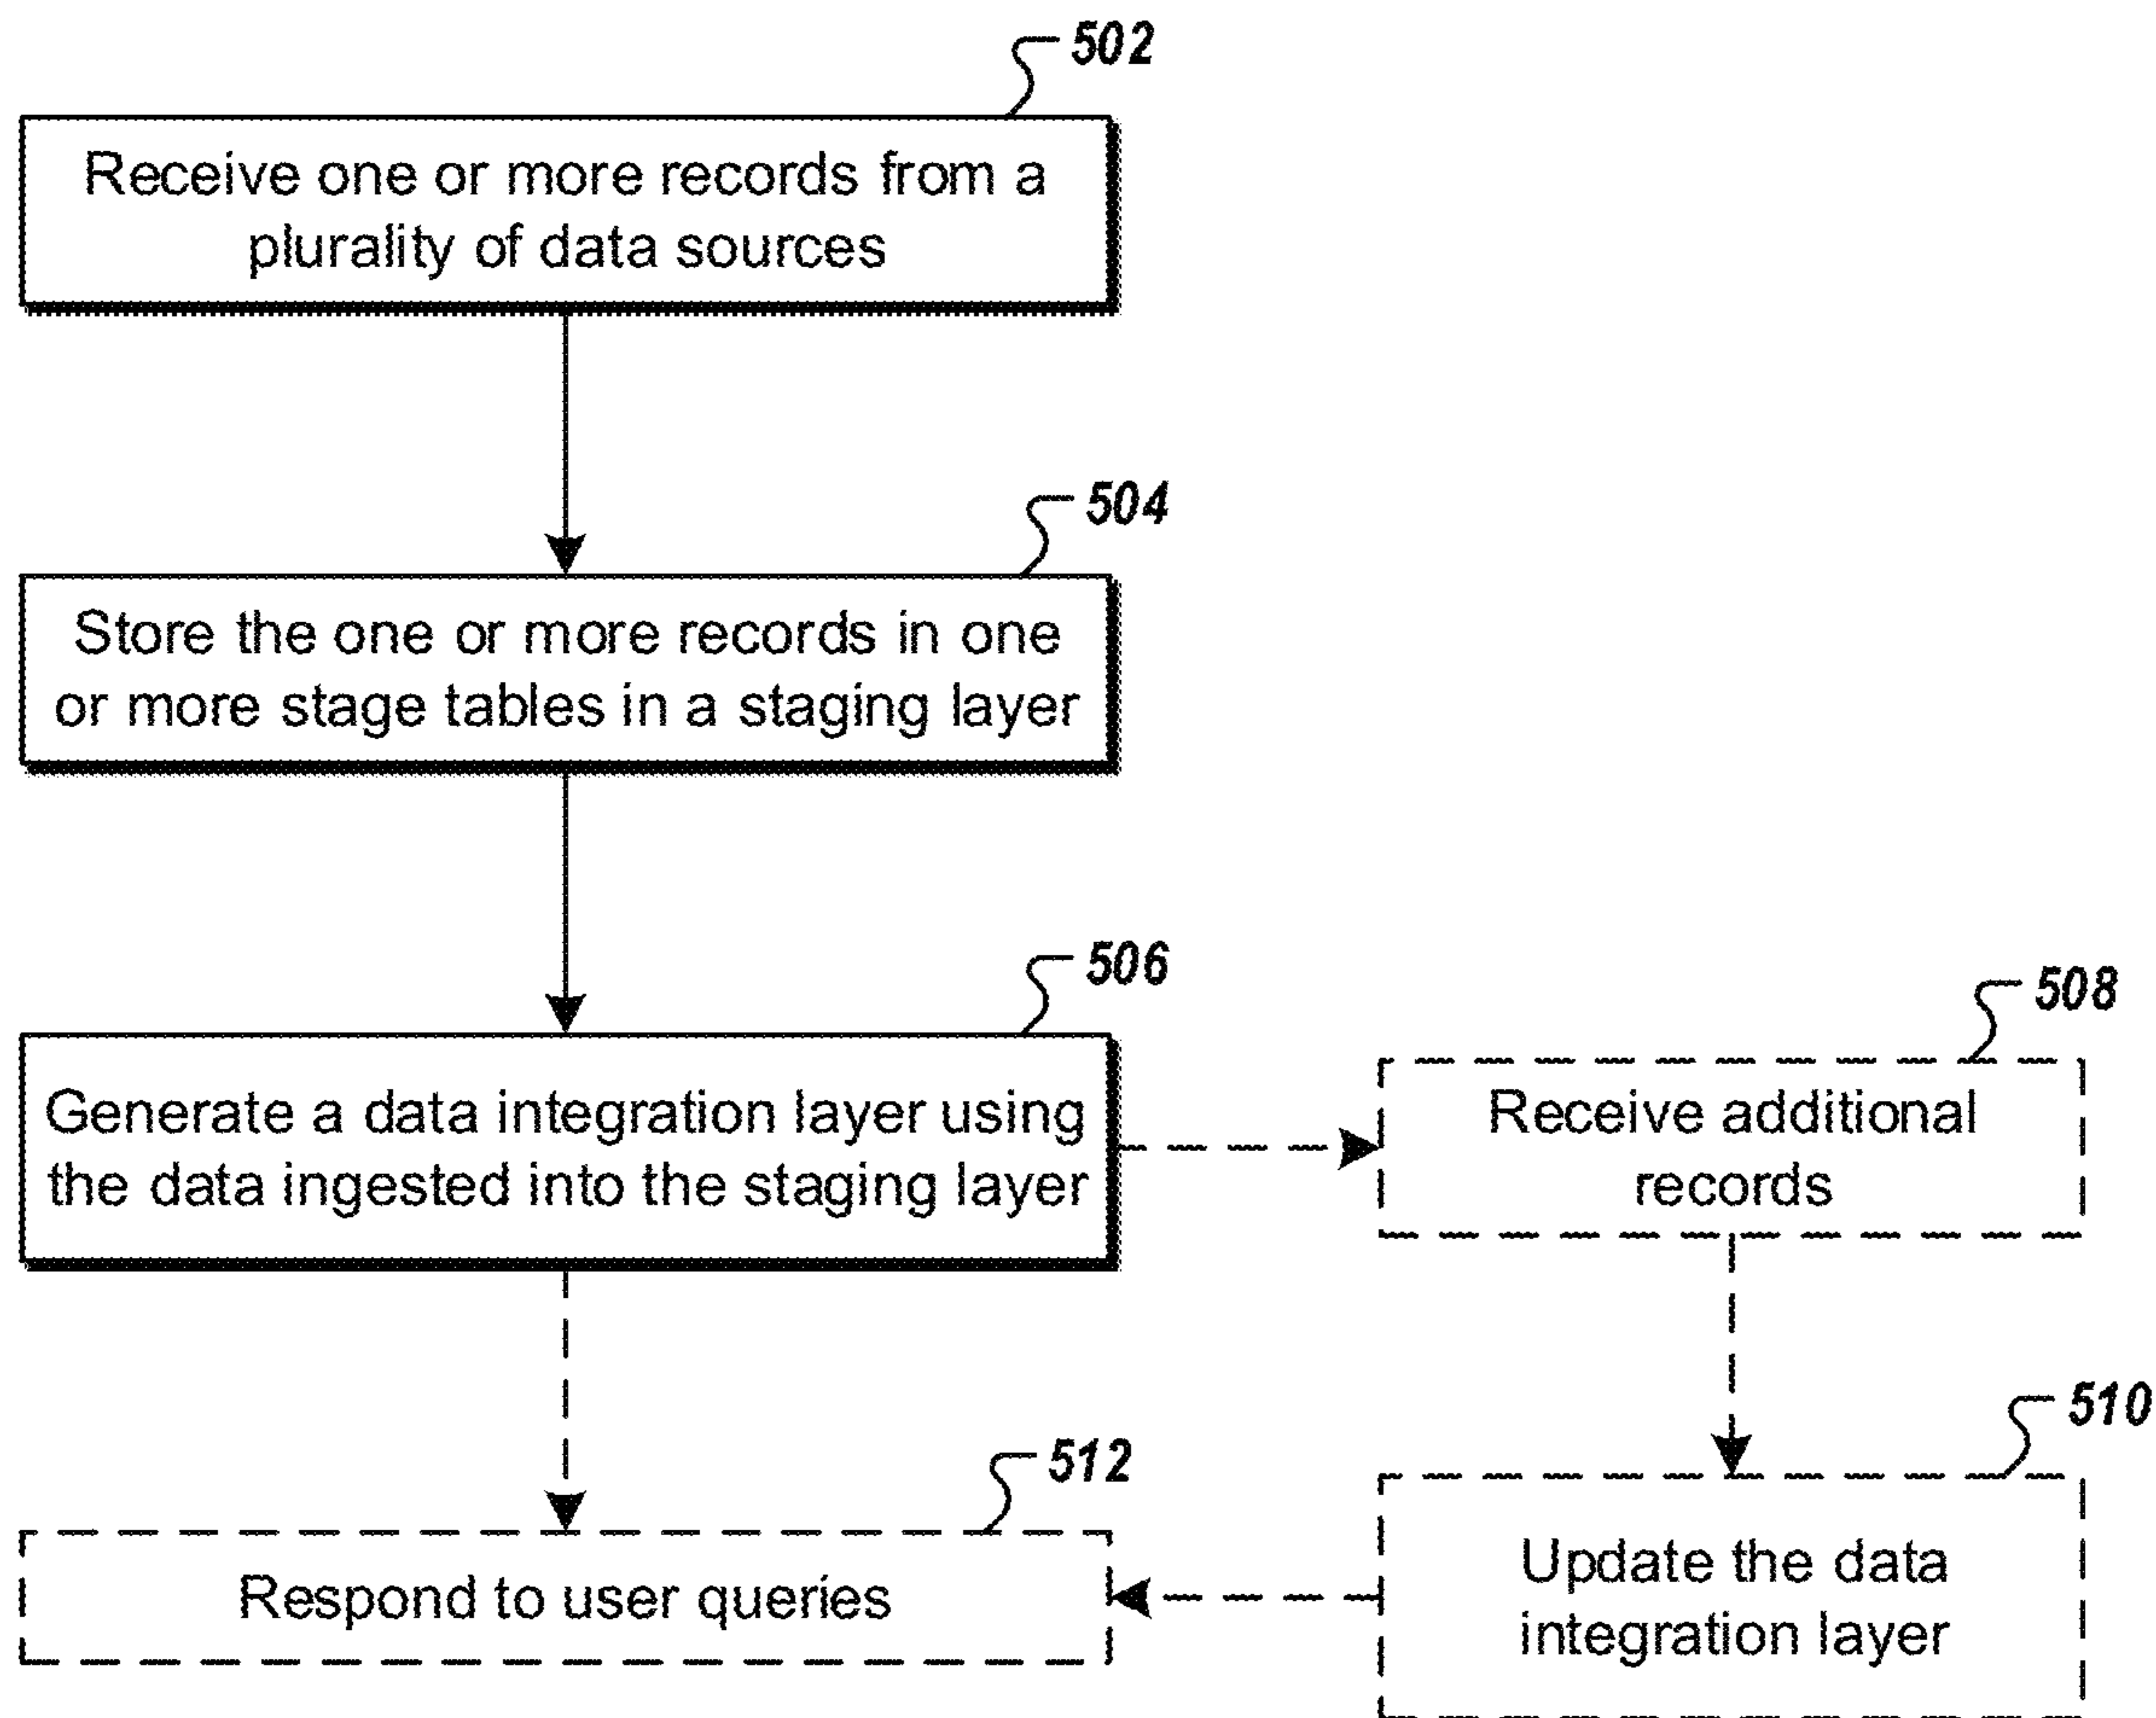 502
Receive one or more records from a
plurality of data sources
504
Store the one or more records in one
or more stage tables in a staging layer
506
Generate a data integration layer using
the data ingested into the staging layer
508
Receive additional
records
510
Update the data
integration layer
512
Respond to user queries